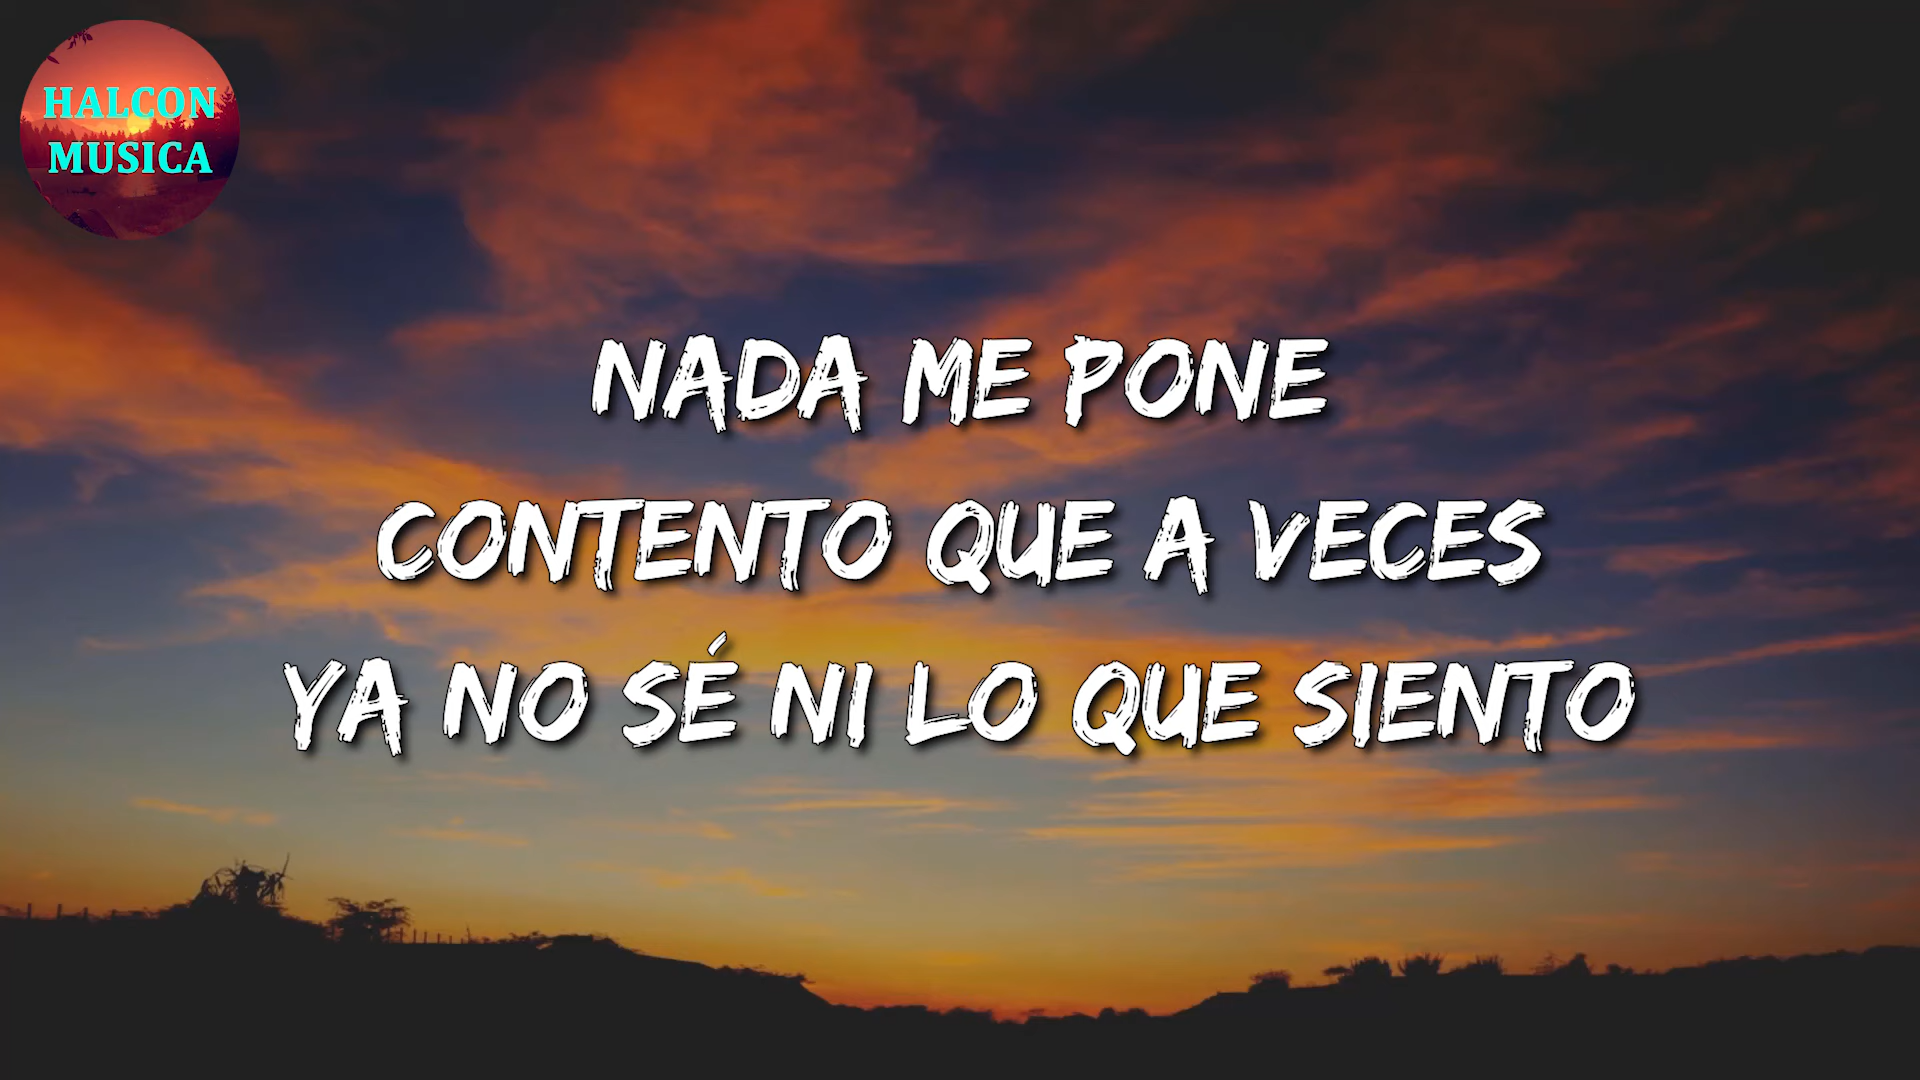 HALCON
MUSICA
NADA ME PONE
CONTENTO QUE A VECES
YA NO SÉ NI LO QUE SIENTO